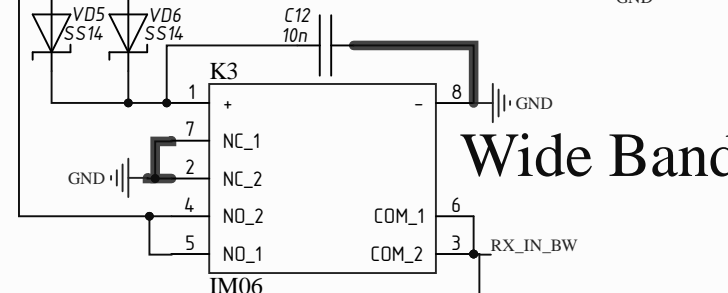 GND
VD5
SS14
VD6
SS14
C12
10n
K3
1
+
-
8
GND
7
NC_1
GND
2
NC_2
Wide Band
4
NO_2
COM_1
6
5
NO_1
COM_2
3
RX_IN_BW
IM06